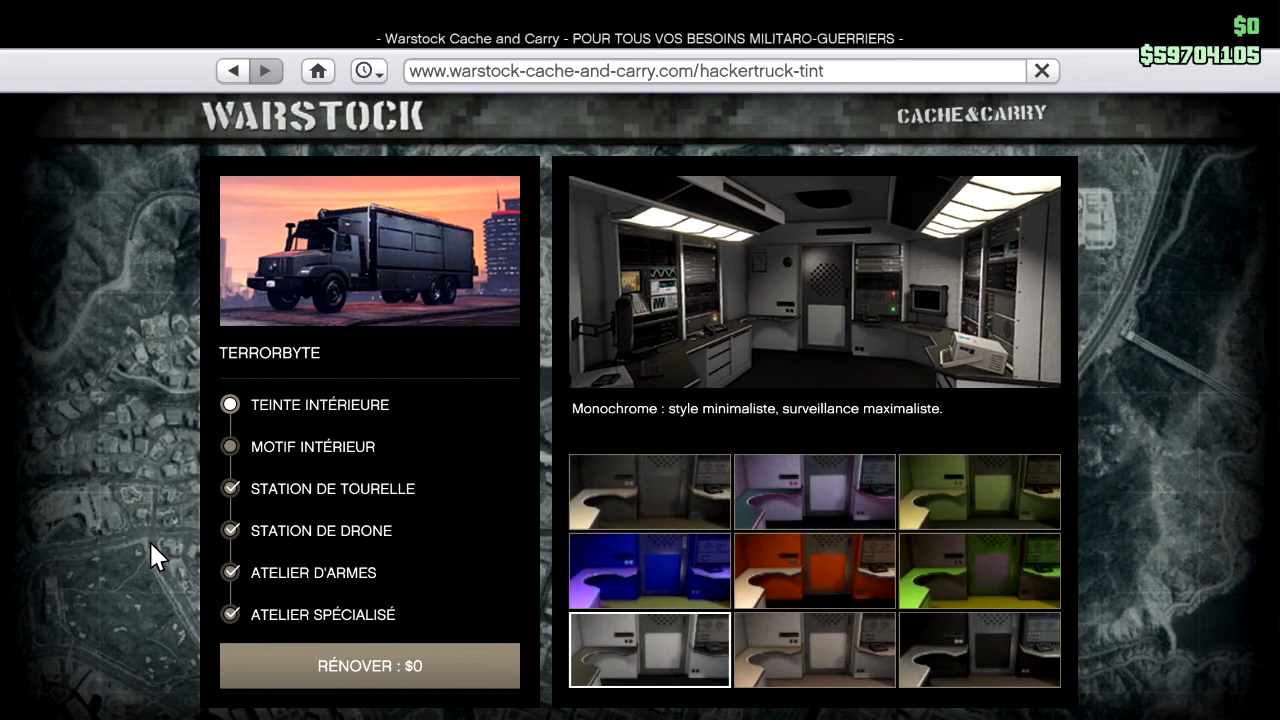 - Warstock Cache and Carry - POUR TOUS VOS BESOINS MILITARO-GUERRIERS -
$0
$59704105
www.warstock-cache-and-carry.com/hackertruck-tint
WARSTOCK
CACHE&CARRY
TERRORBYTE
TEINTE INTÉRIEURE
MOTIF INTÉRIEUR
STATION DE TOURELLE
STATION DE DRONE
ATELIER D'ARMES
ATELIER SPÉCIALISÉ
RÉNOVER : $0
Monochrome : style minimaliste, surveillance maximaliste.